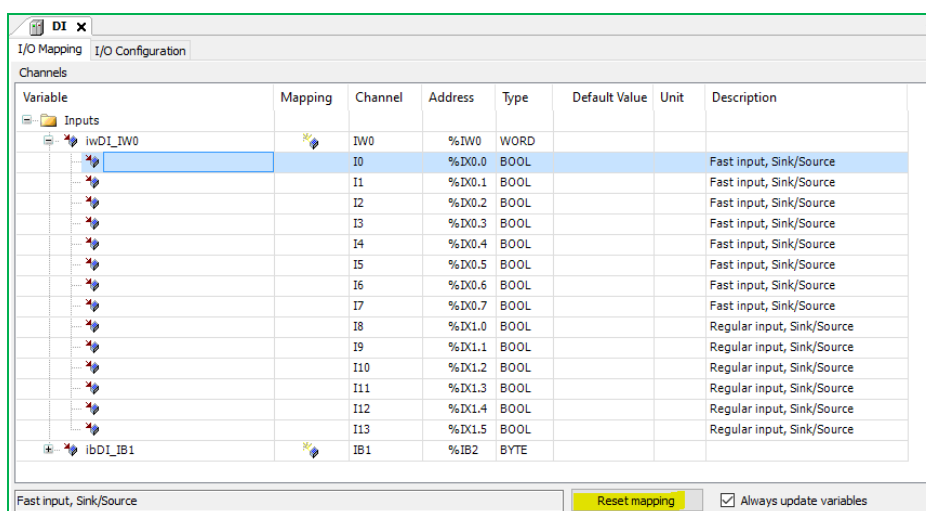 DI X
I/O Mapping I/O Configuration
Channels
Variable Mapping Channel Address Type Default Value Unit Description
Inputs
iwDI_IW0 IW0 %IW0 WORD
I0 %IX0.0 BOOL Fast input, Sink/Source
I1 %IX0.1 BOOL Fast input, Sink/Source
I2 %IX0.2 BOOL Fast input, Sink/Source
I3 %IX0.3 BOOL Fast input, Sink/Source
I4 %IX0.4 BOOL Fast input, Sink/Source
I5 %IX0.5 BOOL Fast input, Sink/Source
I6 %IX0.6 BOOL Fast input, Sink/Source
I7 %IX0.7 BOOL Fast input, Sink/Source
I8 %IX1.0 BOOL Regular input, Sink/Source
I9 %IX1.1 BOOL Regular input, Sink/Source
I10 %IX1.2 BOOL Regular input, Sink/Source
I11 %IX1.3 BOOL Regular input, Sink/Source
I12 %IX1.4 BOOL Regular input, Sink/Source
I13 %IX1.5 BOOL Regular input, Sink/Source
ibDI_IB1 IB1 %IB2 BYTE
Fast input, Sink/Source Reset mapping Always update variables